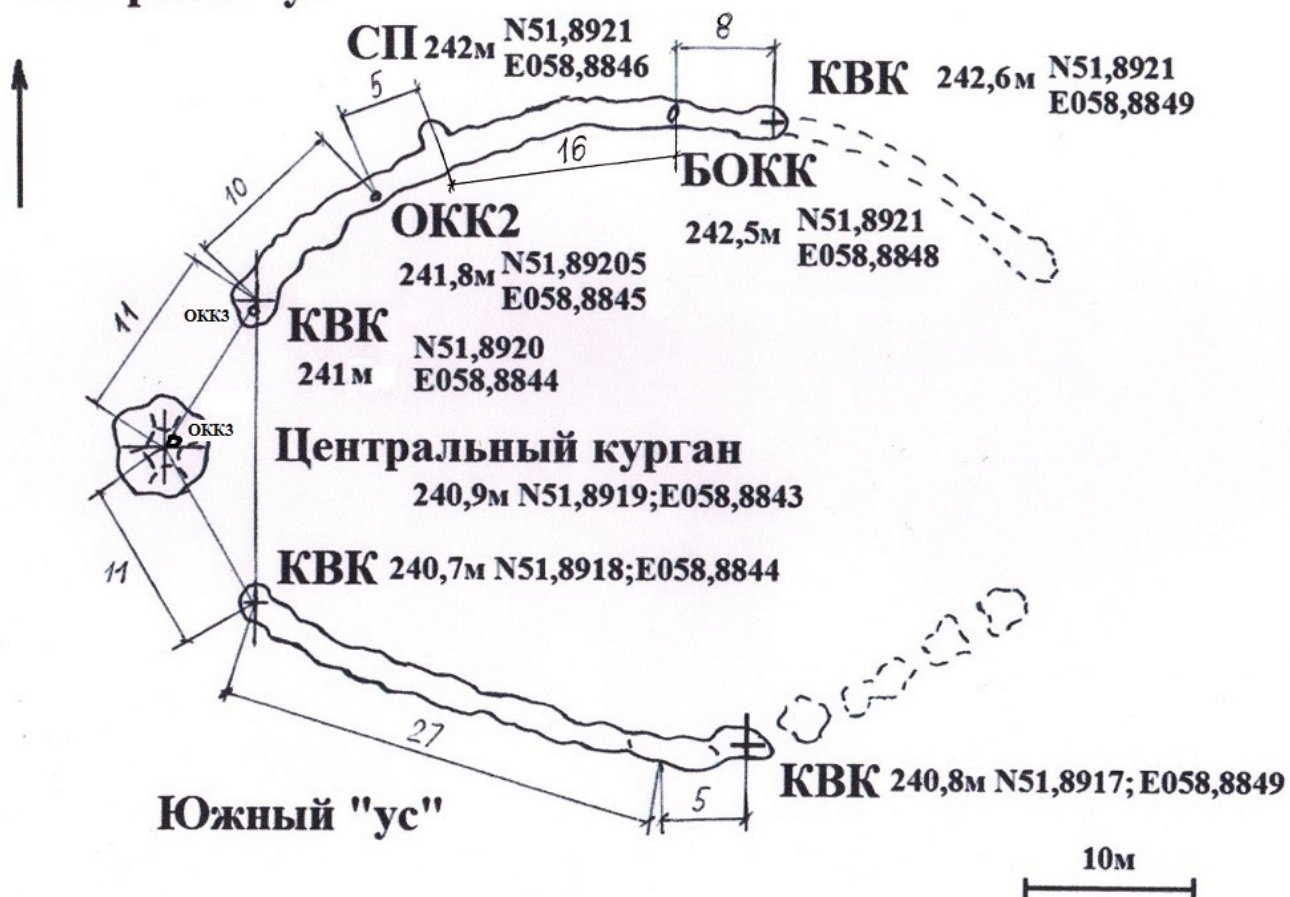 СП 242м N51,8921
E058,8846
8
КВК 242,6м N51,8921
E058,8849
5
16
БОКК
242,5м N51,8921
E058,8848
10
ОКК2
241,8м N51,89205
E058,8845
11
ОКК3
КВК
241м
N51,8920
E058,8844
ОКК3
Центральный курган
240,9м N51,8919;E058,8843
11
КВК 240,7м N51,8918;E058,8844
27
5
КВК 240,8м N51,8917;E058,8849
Южный "ус"
10м